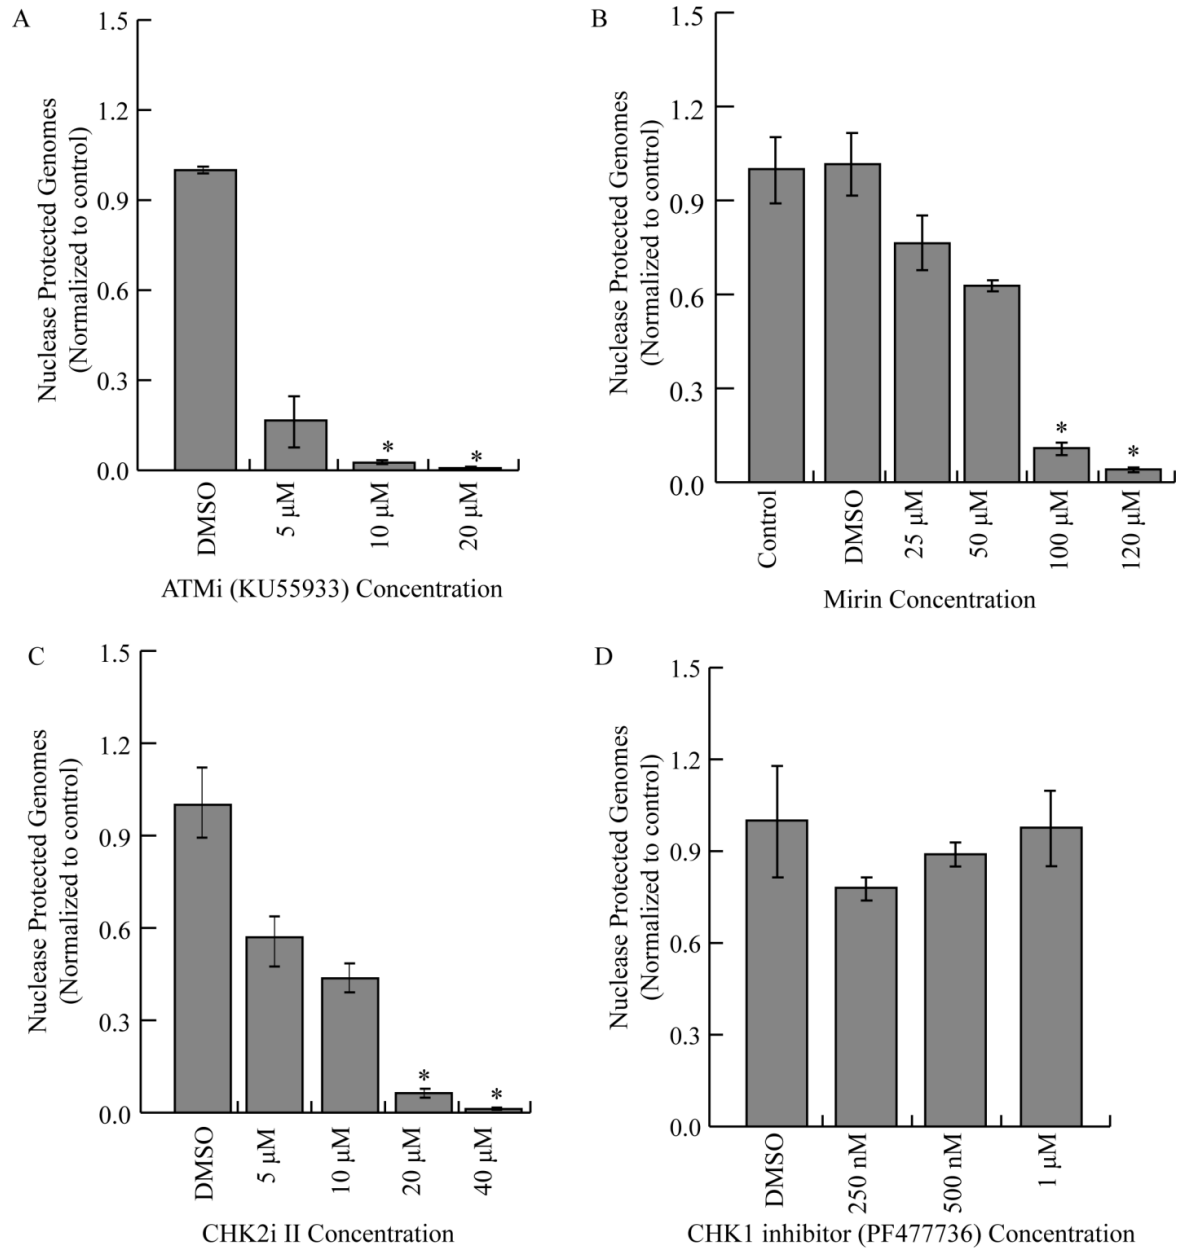 A
Nuclease Protected Genomes
(Normalized to control)
1.5
1.2
0.9
0.6
0.3
0.0
*
*
DMSO
5 μM
10 μM
20 μM
ATMi (KU55933) Concentration
B
Nuclease Protected Genomes
(Normalized to control)
1.5
1.2
0.9
0.6
0.3
0.0
*
*
Control
DMSO
25 μM
50 μM
100 μM
120 μM
Mirin Concentration
C
Nuclease Protected Genomes
(Normalized to control)
1.5
1.2
0.9
0.6
0.3
0.0
*
*
DMSO
5 μM
10 μM
20 μM
40 μM
CHK2i II Concentration
D
Nuclease Protected Genomes
(Normalized to control)
1.5
1.2
0.9
0.6
0.3
0.0
DMSO
250 nM
500 nM
1 μM
CHK1 inhibitor (PF477736) Concentration